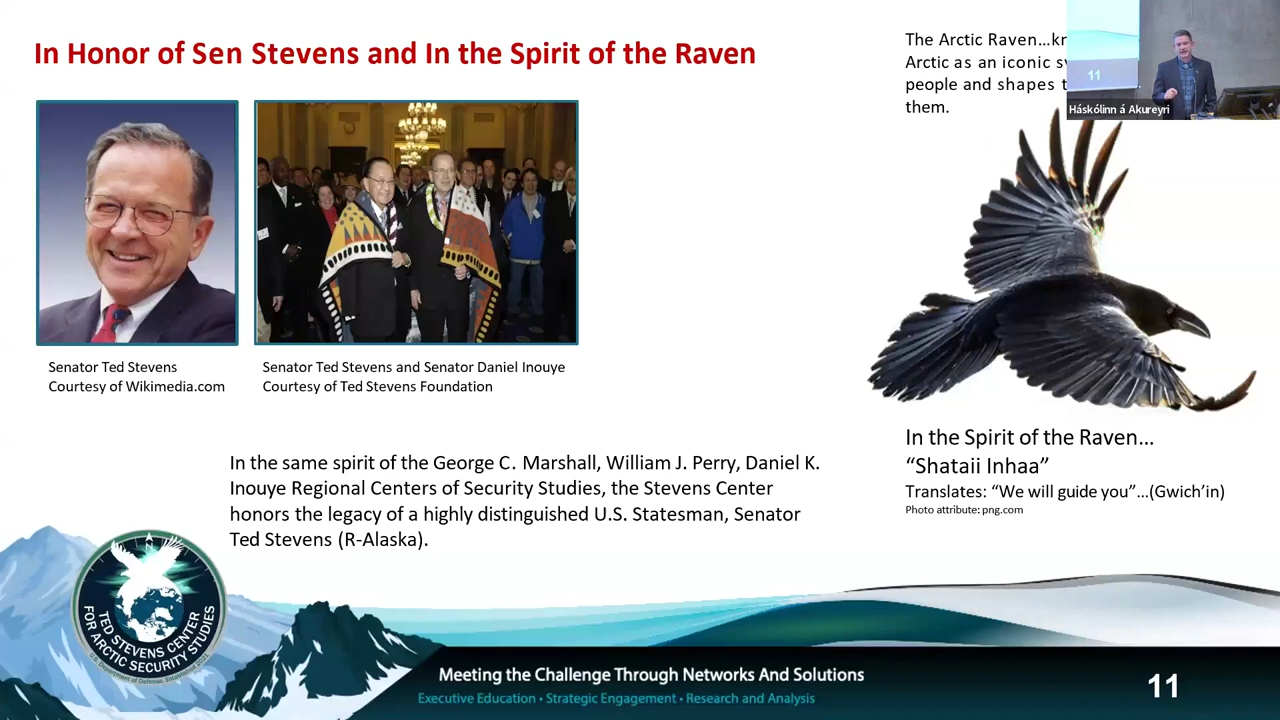 In Honor of Sen Stevens and In the Spirit of the Raven
The Arctic Raven…
Arctic as an iconic
people and shapes
them.
11
Háskólinn á Akureyri
Senator Ted Stevens
Courtesy of Wikimedia.com
Senator Ted Stevens and Senator Daniel Inouye
Courtesy of Ted Stevens Foundation
In the same spirit of the George C. Marshall, William J. Perry, Daniel K.
Inouye Regional Centers of Security Studies, the Stevens Center
honors the legacy of a highly distinguished U.S. Statesman, Senator
Ted Stevens (R-Alaska).
In the Spirit of the Raven…
“Shataii Inhaa”
Translates: “We will guide you”…(Gwich’in)
Photo attribute: png.com
TED STEVENS CENTER
FOR ARCTIC SECURITY STUDIES
U.S. Department of Defense, Established 2021
Meeting the Challenge Through Networks And Solutions
Executive Education • Strategic Engagement • Research and Analysis
11